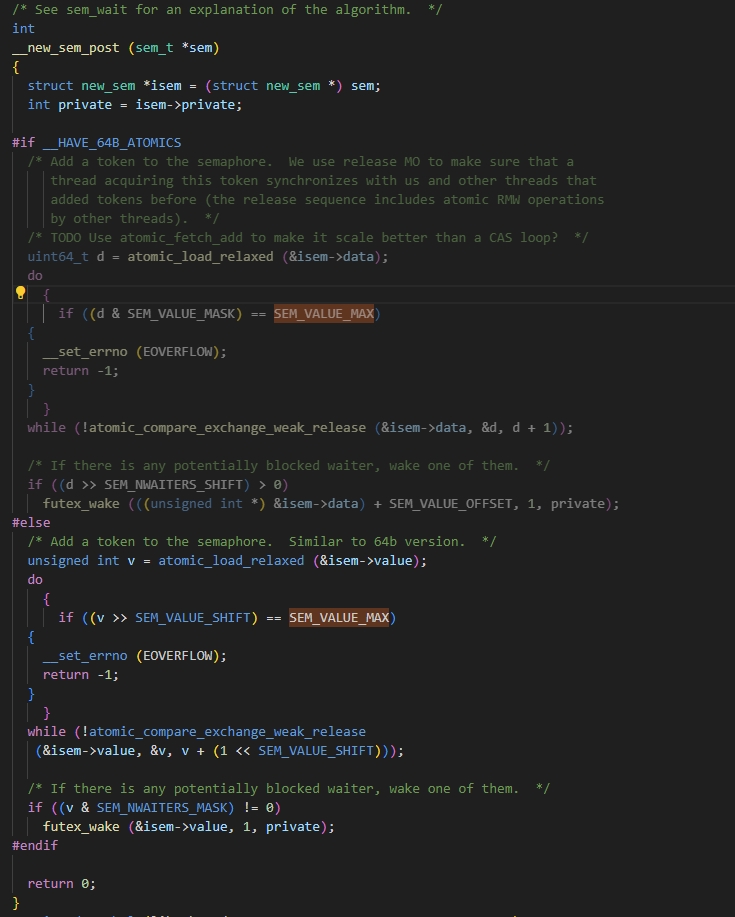 /* See sem_wait for an explanation of the algorithm.  */
int
__new_sem_post (sem_t *sem)
{
  struct new_sem *isem = (struct new_sem *) sem;
  int private = isem->private;

#if __HAVE_64B_ATOMICS
  /* Add a token to the semaphore.  We use release MO to make sure that a
     thread acquiring this token synchronizes with us and other threads that
     added tokens before (the release sequence includes atomic RMW operations
     by other threads).  */
  /* TODO Use atomic_fetch_add to make it scale better than a CAS loop?  */
  uint64_t d = atomic_load_relaxed (&isem->data);
  do
    {
      if ((d & SEM_VALUE_MASK) == SEM_VALUE_MAX)
  {
    __set_errno (EOVERFLOW);
    return -1;
  }
    }
  while (!atomic_compare_exchange_weak_release (&isem->data, &d, d + 1));

  /* If there is any potentially blocked waiter, wake one of them.  */
  if ((d >> SEM_NWAITERS_SHIFT) > 0)
    futex_wake (((unsigned int *) &isem->data) + SEM_VALUE_OFFSET, 1, private);
#else
  /* Add a token to the semaphore.  Similar to 64b version.  */
  unsigned int v = atomic_load_relaxed (&isem->value);
  do
    {
      if ((v >> SEM_VALUE_SHIFT) == SEM_VALUE_MAX)
  {
    __set_errno (EOVERFLOW);
    return -1;
  }
    }
  while (!atomic_compare_exchange_weak_release
   (&isem->value, &v, v + (1 << SEM_VALUE_SHIFT)));

  /* If there is any potentially blocked waiter, wake one of them.  */
  if ((v & SEM_NWAITERS_MASK) != 0)
    futex_wake (&isem->value, 1, private);
#endif

  return 0;
}